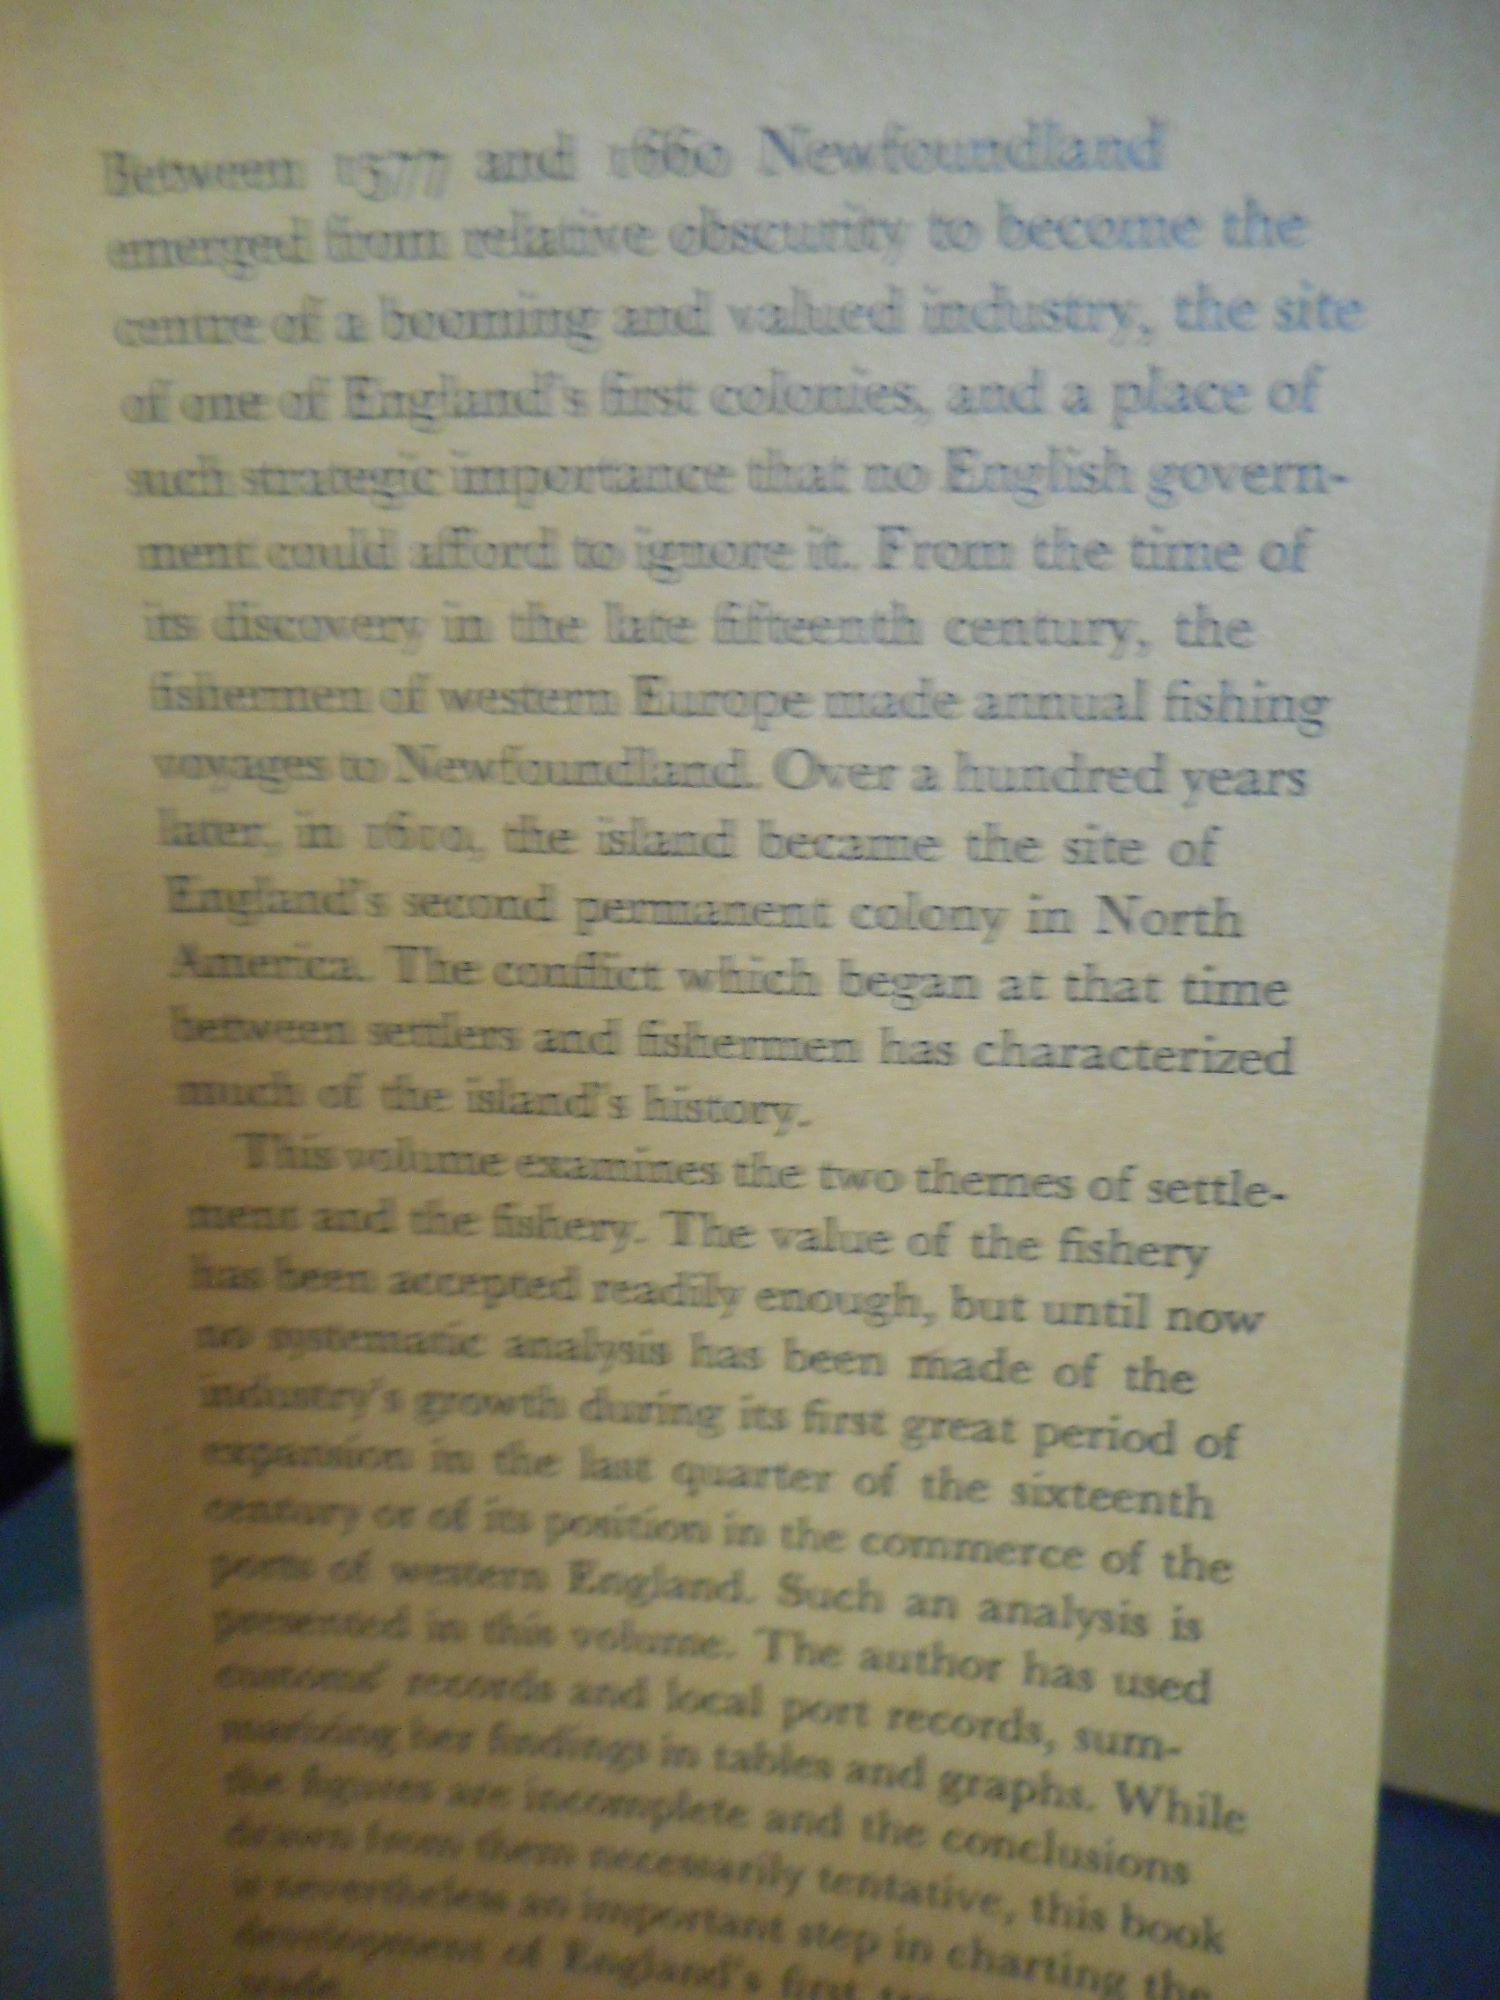 Between 1577 and 1660 Newfoundland
emerged from relative obscurity to become the
centre of a booming and valued industry, the site
of one of England's first colonies, and a place of
such strategic importance that no English govern-
ment could afford to ignore it. From the time of
its discovery in the late fifteenth century, the
fishermen of western Europe made annual fishing
voyages to Newfoundland. Over a hundred years
later, in 1610, the island became the site of
England's second permanent colony in North
America. The conflict which began at that time
between settlers and fishermen has characterized
much of the island's history.
This volume examines the two themes of settle-
ment and the fishery. The value of the fishery
has been accepted readily enough, but until now
no systematic analysis has been made of the
industry's growth during its first great period of
expansion in the last quarter of the sixteenth
century or of its position in the commerce of the
ports of western England. Such an analysis is
presented in this volume. The author has used
customs' records and local port records, sum-
marizing her findings in tables and graphs. While
the figures are incomplete and the conclusions
drawn from them necessarily tentative, this book
is nevertheless an important step in charting the
development of England's first